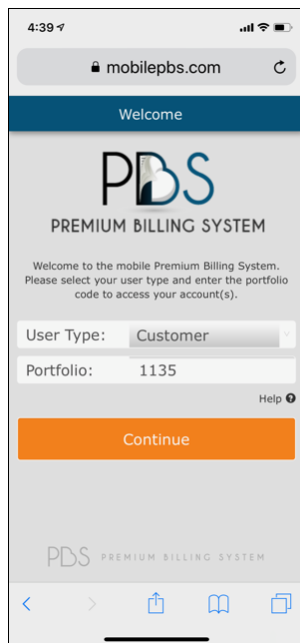 4:39
mobilepbs.com
Welcome
PBS
PREMIUM BILLING SYSTEM
Welcome to the mobile Premium Billing System.
Please select your user type and enter the portfolio
code to access your account(s).
User Type: Customer
Portfolio: 1135
Help ?
Continue
PBS PREMIUM BILLING SYSTEM